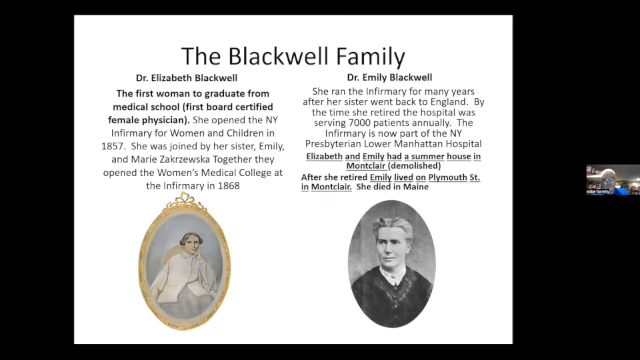 The Blackwell Family
Dr. Elizabeth Blackwell
The first woman to graduate from
medical school (first board certified
female physician). She opened the NY
Infirmary for Women and Children in
1857. She was joined by her sister, Emily,
and Marie Zakrzewska Together they
opened the Women's Medical College at
the Infirmary in 1868
Dr. Emily Blackwell
She ran the Infirmary for many years
after her sister went back to England. By
the time she retired the hospital was
serving 7000 patients annually. The
Infirmary is now part of the NY
Presbyterian Lower Manhattan Hospital
Elizabeth and Emily had a summer house in
Montclair (demolished)
After she retired Emily lived on Plymouth St.
in Montclair. She died in Maine